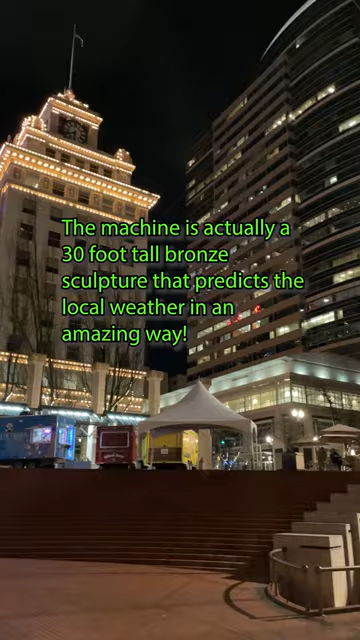 The machine is actually a
30 foot tall bronze
sculpture that predicts the
local weather in an
amazing way!